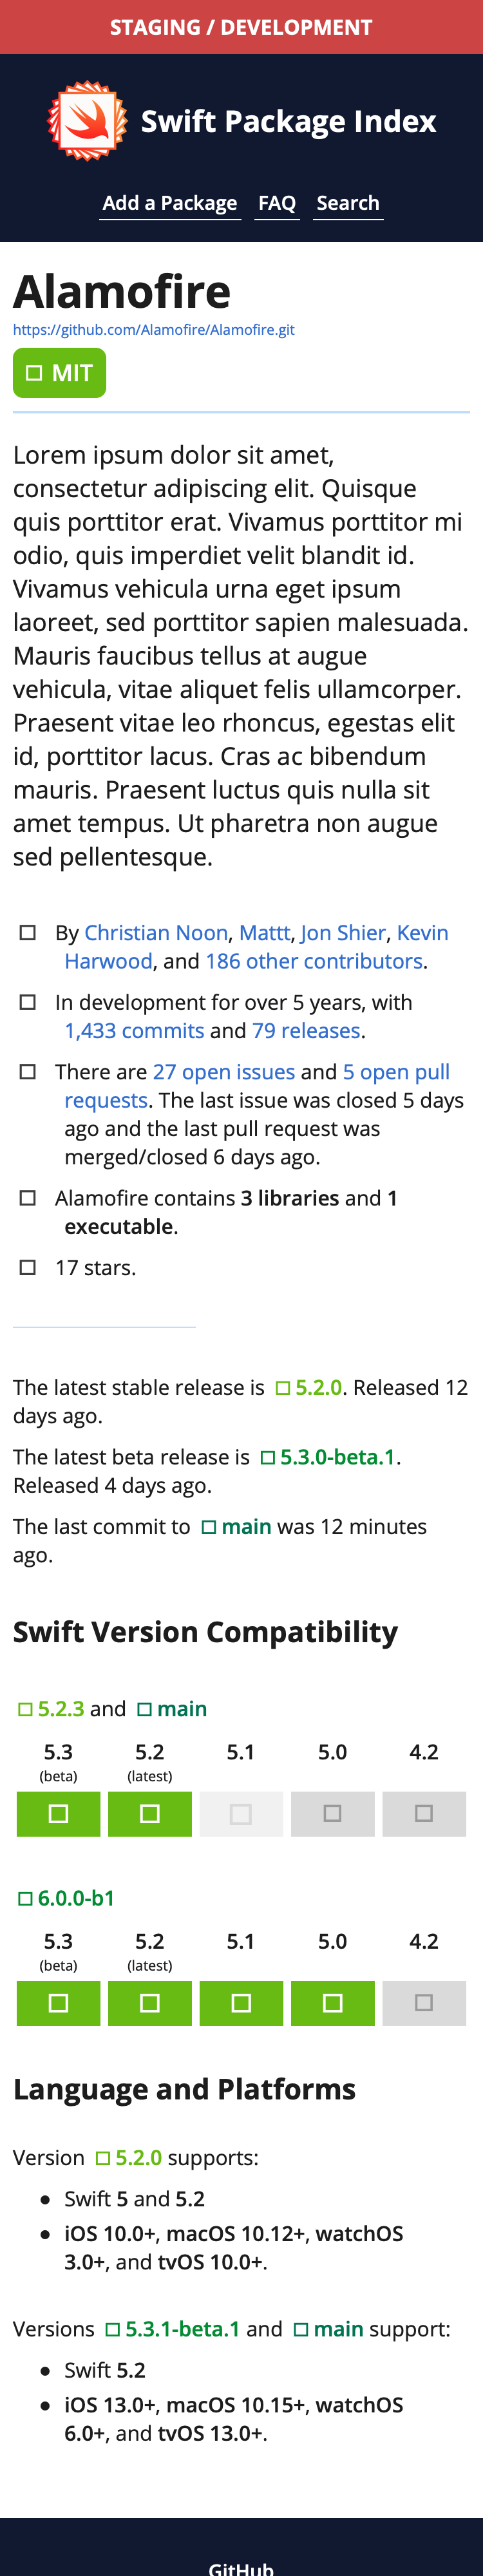 STAGING / DEVELOPMENT
Swift Package Index
Add a Package FAQ Search
Alamofire
https://github.com/Alamofire/Alamofire.git
MIT
Lorem ipsum dolor sit amet,
consectetur adipiscing elit. Quisque
quis porttitor erat. Vivamus porttitor mi
odio, quis imperdiet velit blandit id.
Vivamus vehicula urna eget ipsum
laoreet, sed porttitor sapien malesuada.
Mauris faucibus tellus at augue
vehicula, vitae aliquet felis ullamcorper.
Praesent vitae leo rhoncus, egestas elit
id, porttitor lacus. Cras ac bibendum
mauris. Praesent luctus quis nulla sit
amet tempus. Ut pharetra non augue
sed pellentesque.
By Christian Noon, Mattt, Jon Shier, Kevin
Harwood, and 186 other contributors.
In development for over 5 years, with
1,433 commits and 79 releases.
There are 27 open issues and 5 open pull
requests. The last issue was closed 5 days
ago and the last pull request was
merged/closed 6 days ago.
Alamofire contains 3 libraries and 1
executable.
17 stars.
The latest stable release is 5.2.0. Released 12
days ago.
The latest beta release is 5.3.0-beta.1.
Released 4 days ago.
The last commit to main was 12 minutes
ago.
Swift Version Compatibility
5.2.3 and main
5.3 5.2 5.1 5.0 4.2
(beta) (latest)
6.0.0-b1
5.3 5.2 5.1 5.0 4.2
(beta) (latest)
Language and Platforms
Version 5.2.0 supports:
• Swift 5 and 5.2
• iOS 10.0+, macOS 10.12+, watchOS
3.0+, and tvOS 10.0+.
Versions 5.3.1-beta.1 and main support:
• Swift 5.2
• iOS 13.0+, macOS 10.15+, watchOS
6.0+, and tvOS 13.0+.
GitHub